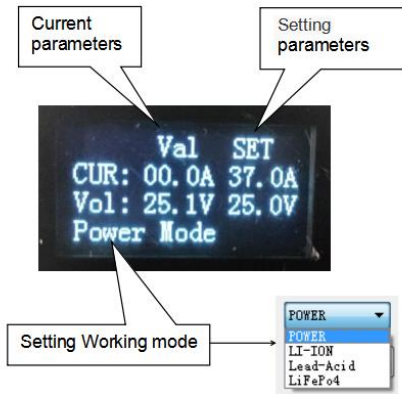 Current
parameters
Setting
parameters
Val SET
CUR: 00.0A 37.0A
Vol: 25.1V 25.0V
Power Mode
Setting Working mode
POWER
POWER
LI-ION
Lead-Acid
LiFePo4